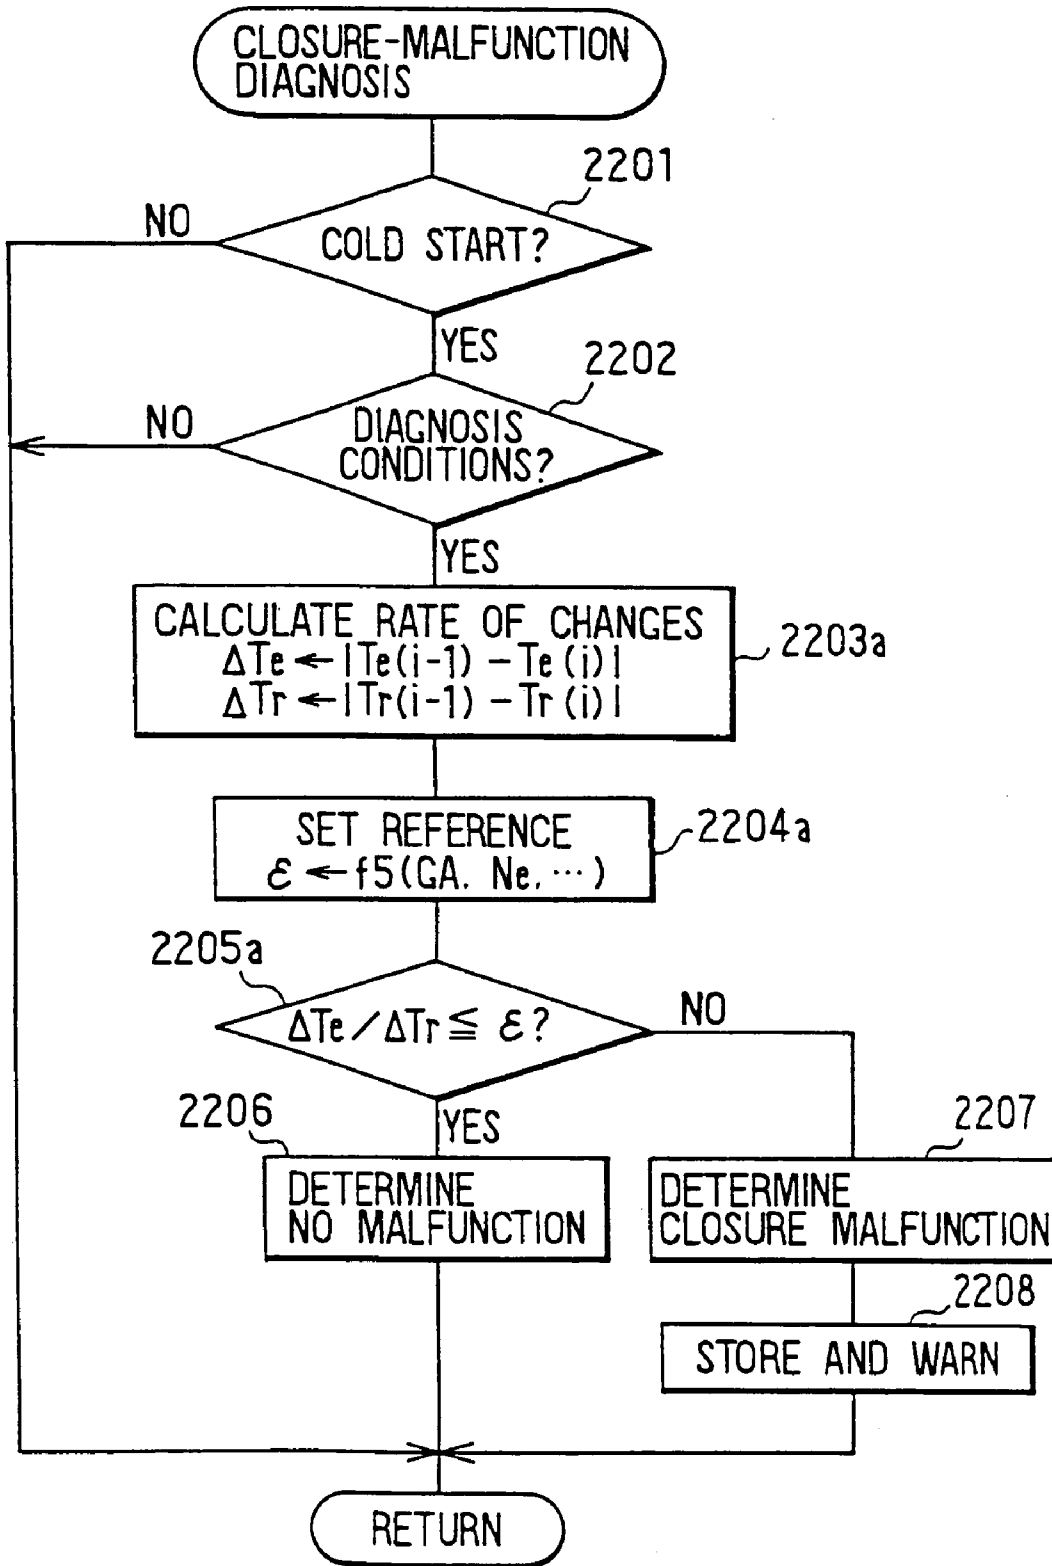 CLOSURE-MALFUNCTION
DIAGNOSIS
2201
NO
COLD START?
YES
2202
NO
DIAGNOSIS
CONDITIONS?
YES
CALCULATE RATE OF CHANGES
ΔTe ← |Te(i-1) - Te(i)|
ΔTr ← |Tr(i-1) - Tr(i)|
2203a
SET REFERENCE
ε ← f5(GA. Ne. ⋯)
2204a
2205a
ΔTe/ΔTr ≦ ε?
NO
YES
2206
DETERMINE
NO MALFUNCTION
2207
DETERMINE
CLOSURE MALFUNCTION
2208
STORE AND WARN
RETURN